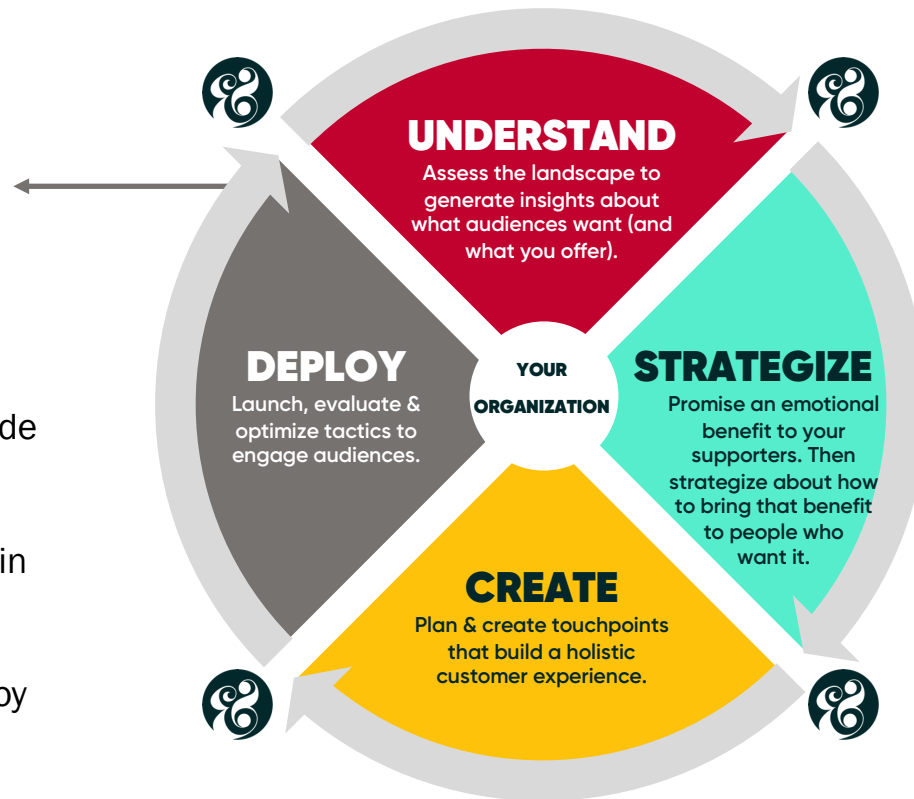 UNDERSTAND
Assess the landscape to
generate insights about
what audiences want (and
what you offer).
DEPLOY
Launch, evaluate &
optimize tactics to
engage audiences.
YOUR
ORGANIZATION
STRATEGIZE
Promise an emotional
benefit to your
supporters. Then
strategize about how
to bring that benefit
to people who
want it.
CREATE
Plan & create touchpoints
that build a holistic
customer experience.
de
in
oy